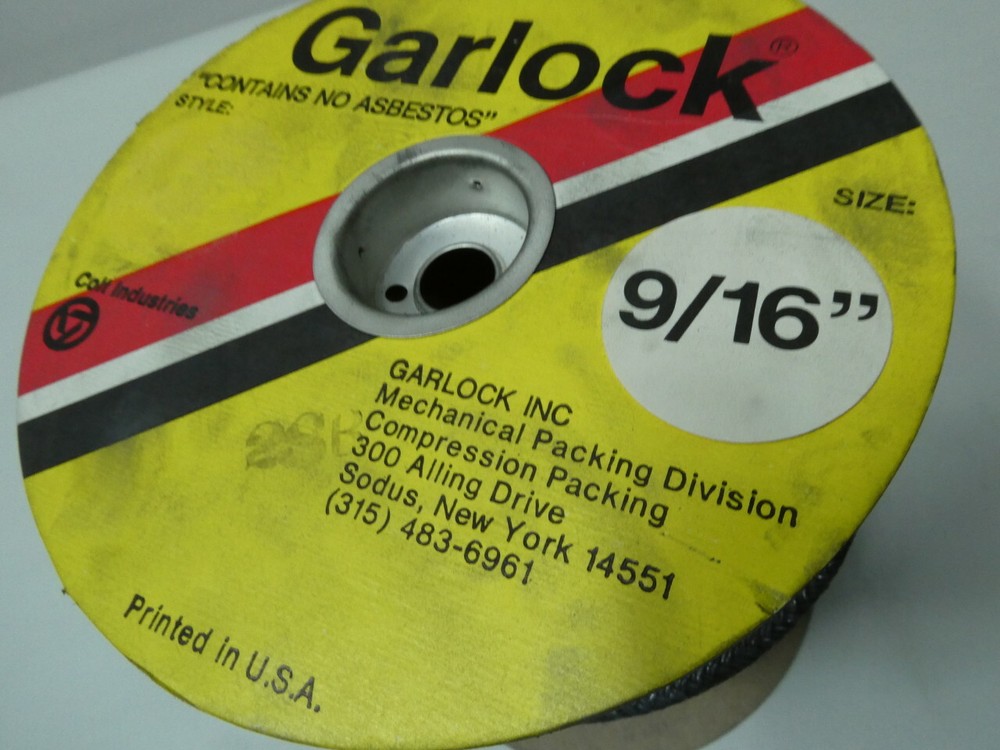 Garlock®
"CONTAINS NO ASBESTOS"
STYLE:
SIZE:
9/16”
Colt Industries
GARLOCK INC
Mechanical Packing Division
Compression Packing
300 Alling Drive
Sodus, New York 14551
(315) 483-6961
Printed in U.S.A.